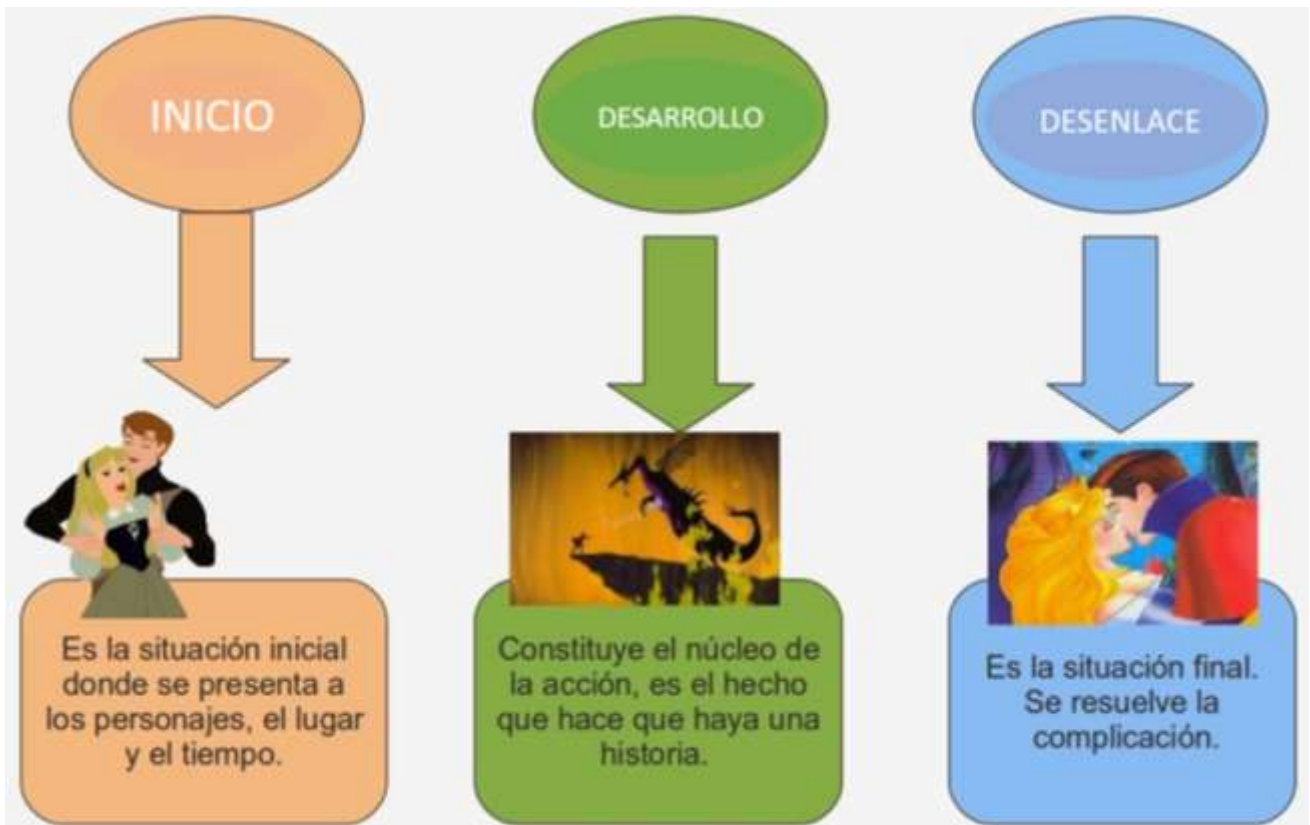 INICIO
Es la situación inicial
donde se presenta a
los personajes, el lugar
y el tiempo.
DESARROLLO
Constituye el núcleo de
la acción, es el hecho
que hace que haya una
historia.
DESENLACE
Es la situación final.
Se resuelve la
complicación.